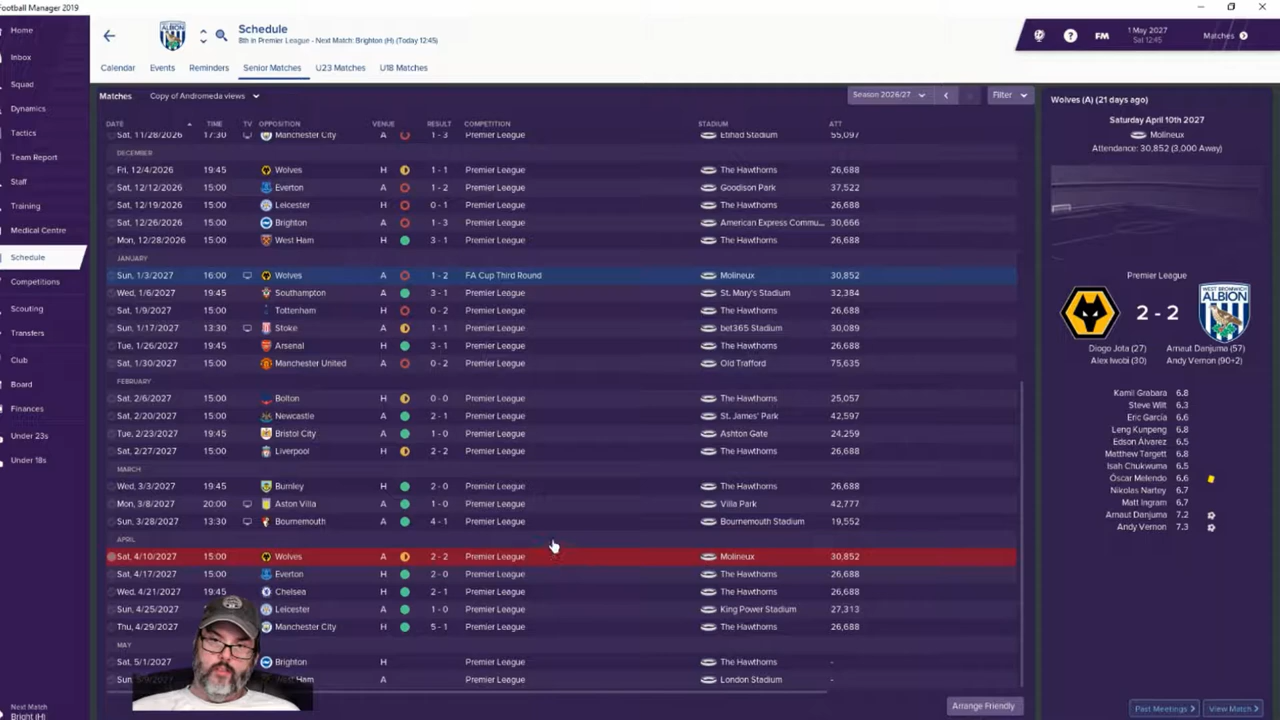 Football Manager 2019
Home
Inbox
Squad
Dynamics
Tactics
Team Report
Staff
Training
Medical Centre
Schedule
Competitions
Scouting
Transfers
Club
Board
Finances
Under 23s
Under 18s
Next Match
Bright (H)
Schedule
8th in Premier League - Next Match: Brighton (H) (Today 12:45)
FM
1 May 2027
Sat 12:45
Matches
Calendar Events Reminders Senior Matches U23 Matches U18 Matches
Matches Copy of Andromeda views Season 2026/27 Filter
DATE TIME TV OPPOSITION VENUE RESULT COMPETITION STADIUM ATT
Sat, 11/28/2026 17:30 Manchester City A 1 - 3 Premier League Etihad Stadium 55,097
DECEMBER
Fri, 12/4/2026 19:45 Wolves H 1 - 1 Premier League The Hawthorns 26,688
Sat, 12/12/2026 15:00 Everton A 1 - 2 Premier League Goodison Park 37,522
Sat, 12/19/2026 15:00 Leicester H 0 - 1 Premier League The Hawthorns 26,688
Sat, 12/26/2026 15:00 Brighton A 1 - 3 Premier League American Express Commu... 30,666
Mon, 12/28/2026 15:00 West Ham H 3 - 1 Premier League The Hawthorns 26,688
JANUARY
Sun, 1/3/2027 16:00 Wolves A 1 - 2 FA Cup Third Round Molineux 30,852
Wed, 1/6/2027 19:45 Southampton A 3 - 1 Premier League St. Mary's Stadium 32,384
Sat, 1/9/2027 15:00 Tottenham H 0 - 2 Premier League The Hawthorns 26,688
Sun, 1/17/2027 13:30 Stoke A 1 - 1 Premier League bet365 Stadium 30,089
Tue, 1/26/2027 19:45 Arsenal H 3 - 1 Premier League The Hawthorns 26,688
Sat, 1/30/2027 15:00 Manchester United A 0 - 2 Premier League Old Trafford 75,635
FEBRUARY
Sat, 2/6/2027 15:00 Bolton H 0 - 0 Premier League The Hawthorns 25,057
Sat, 2/20/2027 15:00 Newcastle A 2 - 1 Premier League St. James' Park 42,597
Tue, 2/23/2027 19:45 Bristol City A 1 - 0 Premier League Ashton Gate 24,259
Sat, 2/27/2027 15:00 Liverpool H 2 - 2 Premier League The Hawthorns 26,688
MARCH
Wed, 3/3/2027 19:45 Burnley H 2 - 0 Premier League The Hawthorns 26,688
Mon, 3/8/2027 20:00 Aston Villa A 1 - 0 Premier League Villa Park 42,777
Sun, 3/28/2027 13:30 Bournemouth A 4 - 1 Premier League Bournemouth Stadium 19,552
APRIL
Sat, 4/10/2027 15:00 Wolves A 2 - 2 Premier League Molineux 30,852
Sat, 4/17/2027 15:00 Everton H 2 - 0 Premier League The Hawthorns 26,688
Wed, 4/21/2027 19:45 Chelsea H 2 - 1 Premier League The Hawthorns 26,688
Sun, 4/25/2027 Leicester A 1 - 0 Premier League King Power Stadium 27,313
Thu, 4/29/2027 Manchester City H 5 - 1 Premier League The Hawthorns 26,688
MAY
Sat, 5/1/2027 Brighton H Premier League The Hawthorns -
Sun, Ham A Premier League London Stadium -
Arrange Friendly
Wolves (A) (21 days ago)
Saturday April 10th 2027
Molineux
Attendance: 30,852 (3,000 Away)
Premier League
2 - 2
WEST BROMWICH
ALBION
Diogo Jota (27) Arnaut Danjuma (57)
Alex Iwobi (30) Andy Vernon (90+2)
Kamil Grabara 6.8
Steve Wilt 6.3
Eric García 6.6
Leng Kunpeng 6.8
Edson Álvarez 6.5
Matthew Targett 6.8
Isah Chukwuma 6.5
Óscar Melendo 6.6
Nikolas Nartey 6.7
Matt Ingram 6.7
Arnaut Danjuma 7.2
Andy Vernon 7.3
Past Meetings > View Match >